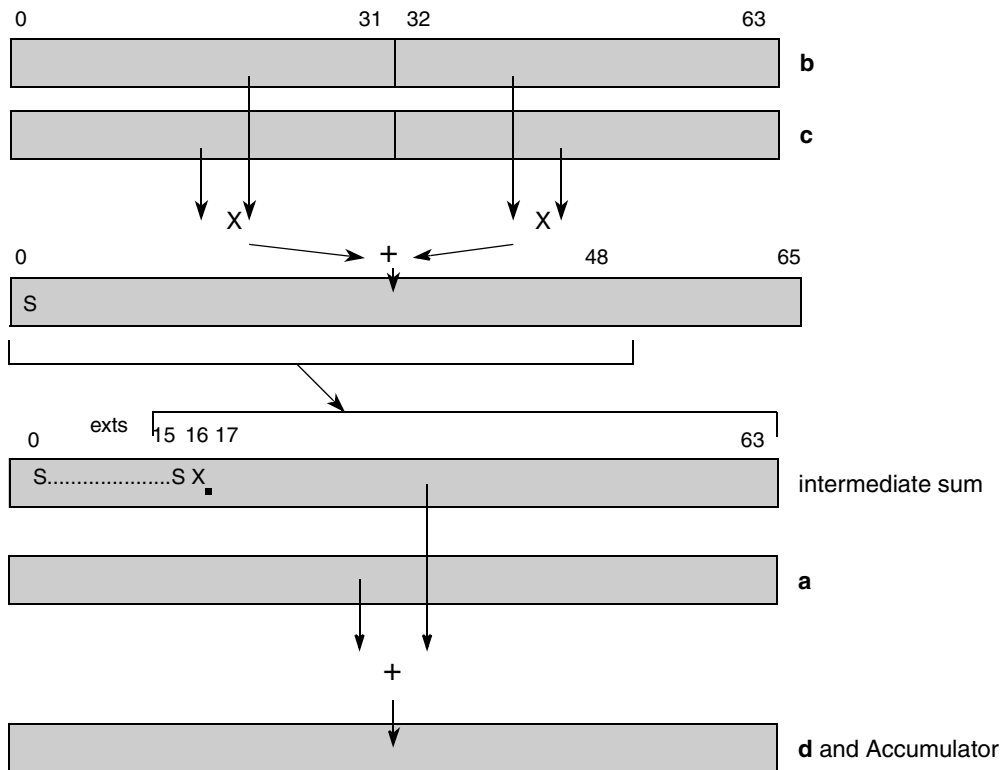 0 31 32 63
b
c
X X
0 + 48 65
S
exts
0 15 16 17 63
S.....................S X
intermediate sum
a
+
d and Accumulator